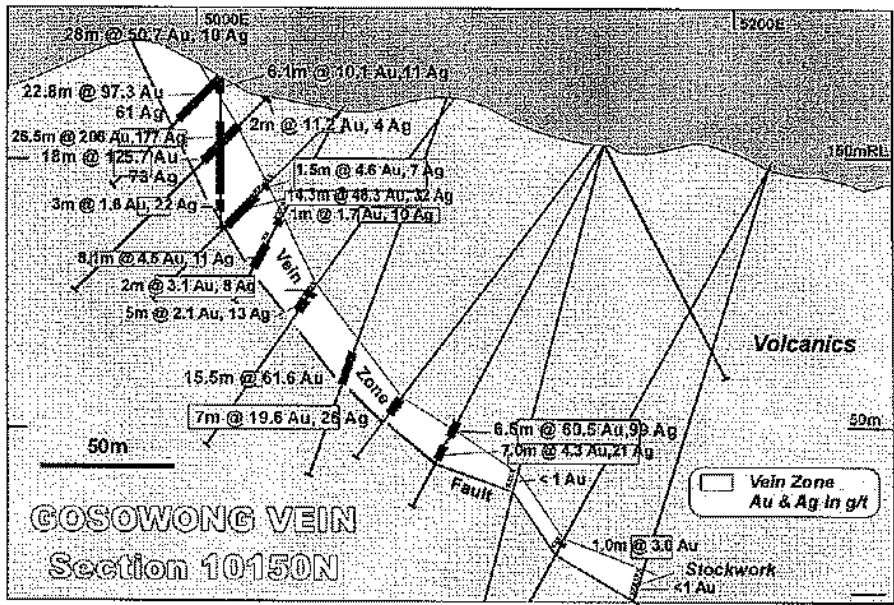 5000E
5200E
28m @ 50.7 Au, 10 Ag
6.1m @ 10.1 Au,11 Ag
22.8m @ 97.3 Au
61 Ag
2m @ 11.2 Au, 4 Ag
26.5m @ 206 Au,177 Ag
18m @ 125.7 Au
73 Ag
150mRL
1.5m @ 4.6 Au, 7 Ag
14.3m @ 48.3 Au, 32 Ag
3m @ 1.6 Au, 22 Ag
1m @ 1.7 Au, 10 Ag
8.1m @ 4.5 Au, 11 Ag
Vein
2m @ 3.1 Au, 8 Ag
5m @ 2.1 Au, 13 Ag
Volcanics
15.5m @ 61.6 Au
Zone
7m @ 19.6 Au, 26 Ag
50m
6.6m @ 60.5 Au,99 Ag
7.0m @ 4.3 Au,21 Ag
50m
Fault
< 1 Au
Vein Zone
Au & Ag in g/t
GOSOWONG VEIN
Section 10150N
1.0m @ 3.0 Au
Stockwork
<1 Au